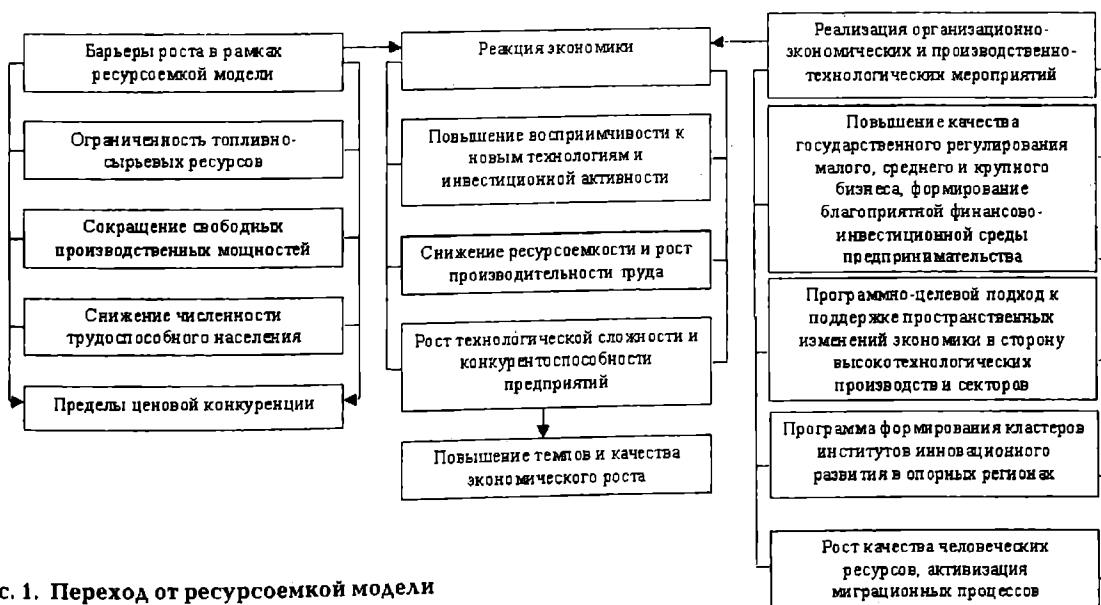 Барьеры роста в рамках
ресурсоемкой модели
Ограниченность топливно-
сырьевых ресурсов
Сокращение свободных
производственных мощностей
Снижение численности
трудоспособного населения
Пределы ценовой конкуренции
Реакция экономики
Повышение восприимчивости к
новым технологиям и
инвестиционной активности
Снижение ресурсоемкости и рост
производительности труда
Рост технологической сложности и
конкурентоспособности
предприятий
Повышение темпов и качества
экономического роста
Реализация организационно-
экономических и производственно-
технологических мероприятий
Повышение качества
государственного регулирования
малого, среднего и крупного
бизнеса, формирование
благоприятной финансово-
инвестиционной среды
предпринимательства
Программно-целевой подход к
поддержке пространственных
изменений экономики в сторону
высокотехнологических
производств и секторов
Программа формирования кластеров
институтов инновационного
развития в опорных регионах
Рост качества человеческих
ресурсов, активизация
миграционных процессов
с. 1. Переход от ресурсоемкой модели